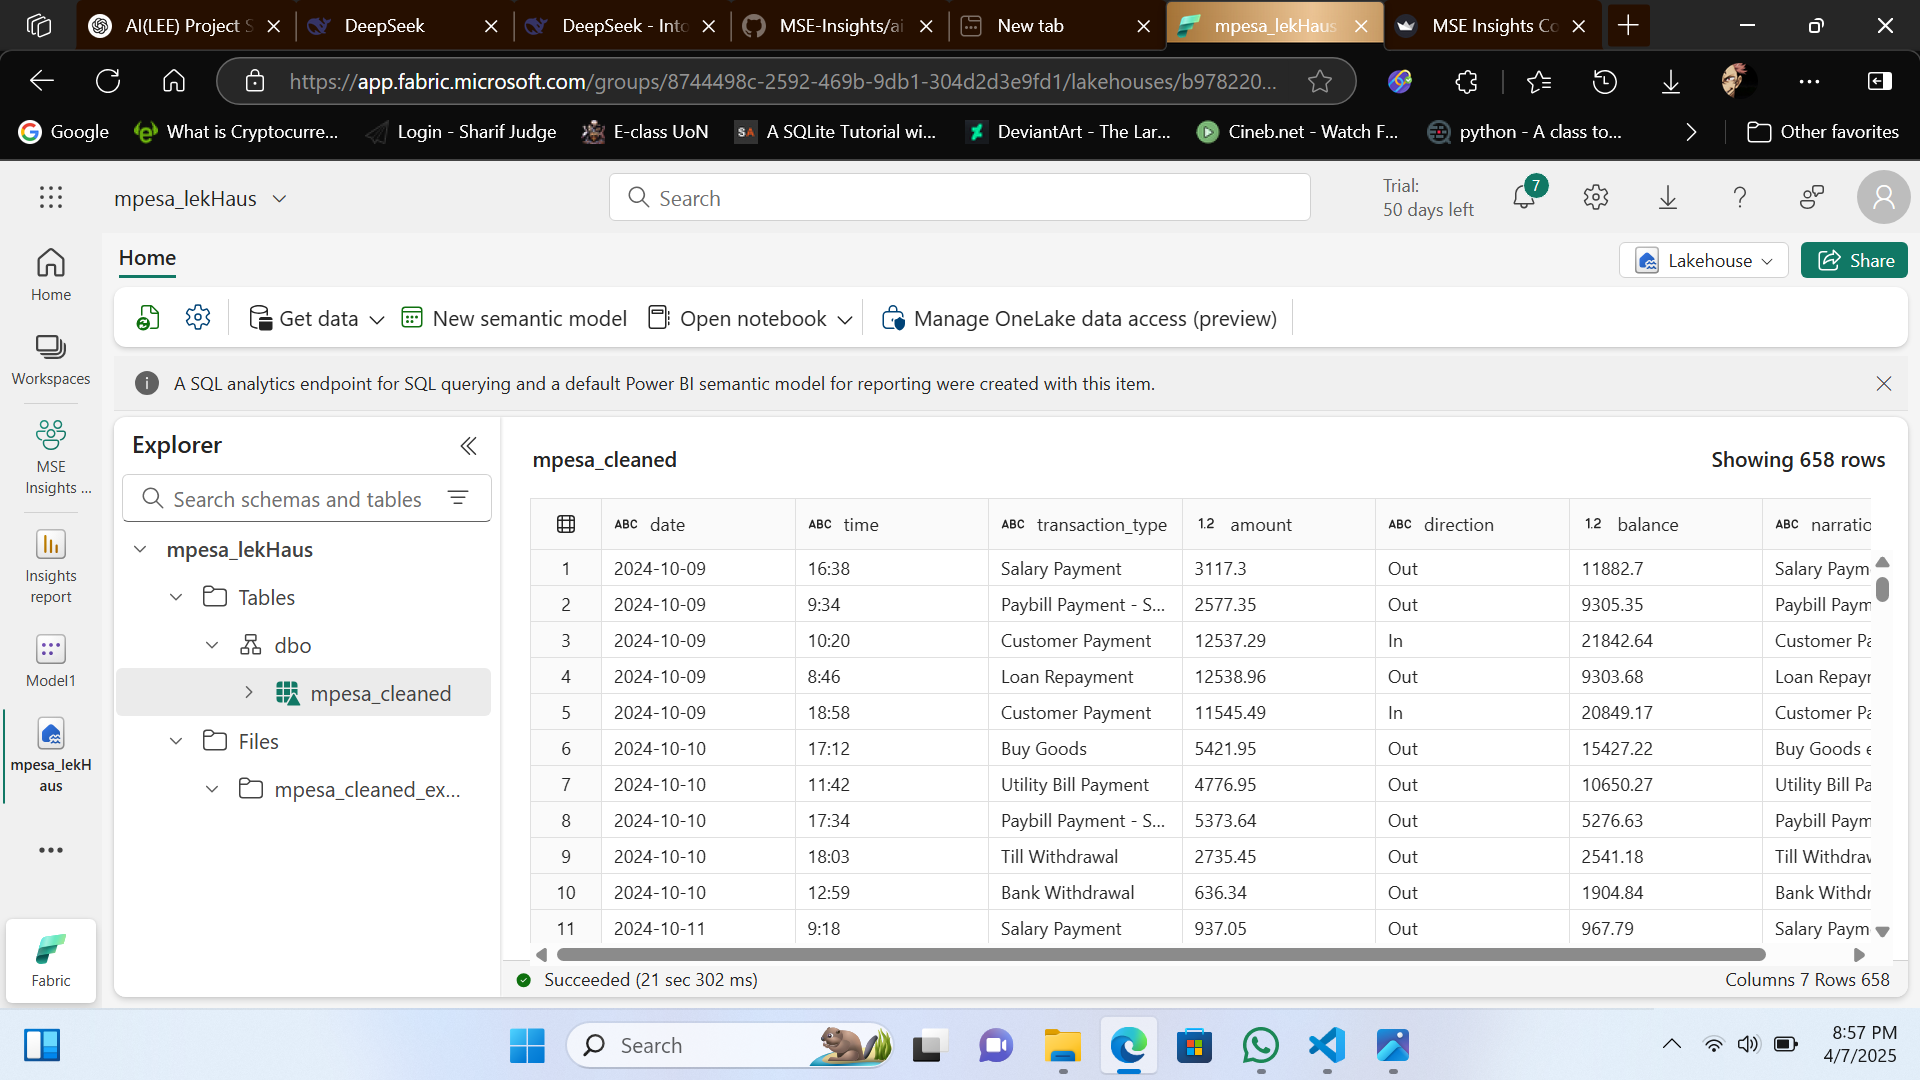 AI(LEE) Project S
DeepSeek
DeepSeek - Into
MSE-Insights/ai
New tab
mpesa_lekHaus
MSE Insights Co
https://app.fabric.microsoft.com/groups/8744498c-2592-469b-9db1-304d2d3e9fd1/lakehouses/b978220...
Google
What is Cryptocurre...
Login - Sharif Judge
E-class UoN
SA
A SQLite Tutorial wi...
DeviantArt - The Lar...
Cineb.net - Watch F...
python - A class to...
Other favorites
mpesa_lekHaus
Search
Trial:
50 days left
7
Home
Lakehouse
Share
Get data
New semantic model
Open notebook
Manage OneLake data access (preview)
A SQL analytics endpoint for SQL querying and a default Power BI semantic model for reporting were created with this item.
Home
Workspaces
MSE
Insights ...
Insights
report
Model1
mpesa_lekH
aus
Fabric
Explorer
Search schemas and tables
mpesa_lekHaus
Tables
dbo
mpesa_cleaned
Files
mpesa_cleaned_ex...
mpesa_cleaned
Showing 658 rows
ABC date ABC time ABC transaction_type 1.2 amount ABC direction 1.2 balance ABC narratio
1 2024-10-09 16:38 Salary Payment 3117.3 Out 11882.7 Salary Paym
2 2024-10-09 9:34 Paybill Payment - S... 2577.35 Out 9305.35 Paybill Paym
3 2024-10-09 10:20 Customer Payment 12537.29 In 21842.64 Customer Pa
4 2024-10-09 8:46 Loan Repayment 12538.96 Out 9303.68 Loan Repayr
5 2024-10-09 18:58 Customer Payment 11545.49 In 20849.17 Customer Pa
6 2024-10-10 17:12 Buy Goods 5421.95 Out 15427.22 Buy Goods e
7 2024-10-10 11:42 Utility Bill Payment 4776.95 Out 10650.27 Utility Bill Pa
8 2024-10-10 17:34 Paybill Payment - S... 5373.64 Out 5276.63 Paybill Paym
9 2024-10-10 18:03 Till Withdrawal 2735.45 Out 2541.18 Till Withdrav
10 2024-10-10 12:59 Bank Withdrawal 636.34 Out 1904.84 Bank Withdr
11 2024-10-11 9:18 Salary Payment 937.05 Out 967.79 Salary Paym
Succeeded (21 sec 302 ms)
Columns 7 Rows 658
Search
8:57 PM
4/7/2025